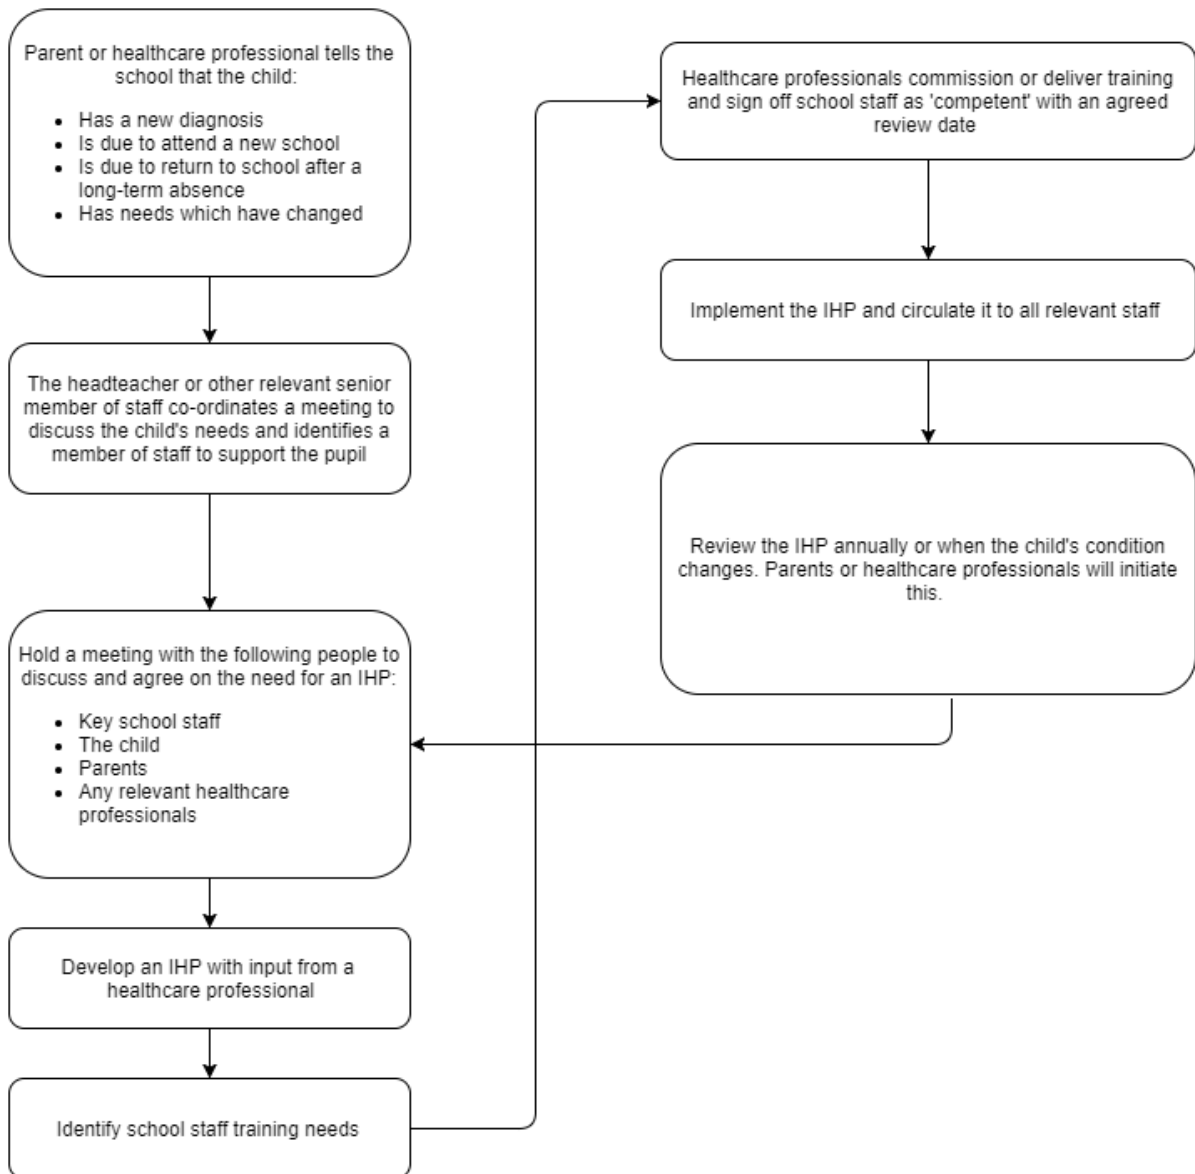 Parent or healthcare professional tells the
school that the child:
• Has a new diagnosis
• Is due to attend a new school
• Is due to return to school after a
long-term absence
• Has needs which have changed
The headteacher or other relevant senior
member of staff co-ordinates a meeting to
discuss the child's needs and identifies a
member of staff to support the pupil
Hold a meeting with the following people to
discuss and agree on the need for an IHP:
• Key school staff
• The child
• Parents
• Any relevant healthcare
professionals
Develop an IHP with input from a
healthcare professional
Identify school staff training needs
Healthcare professionals commission or deliver training
and sign off school staff as 'competent' with an agreed
review date
Implement the IHP and circulate it to all relevant staff
Review the IHP annually or when the child's condition
changes. Parents or healthcare professionals will initiate
this.